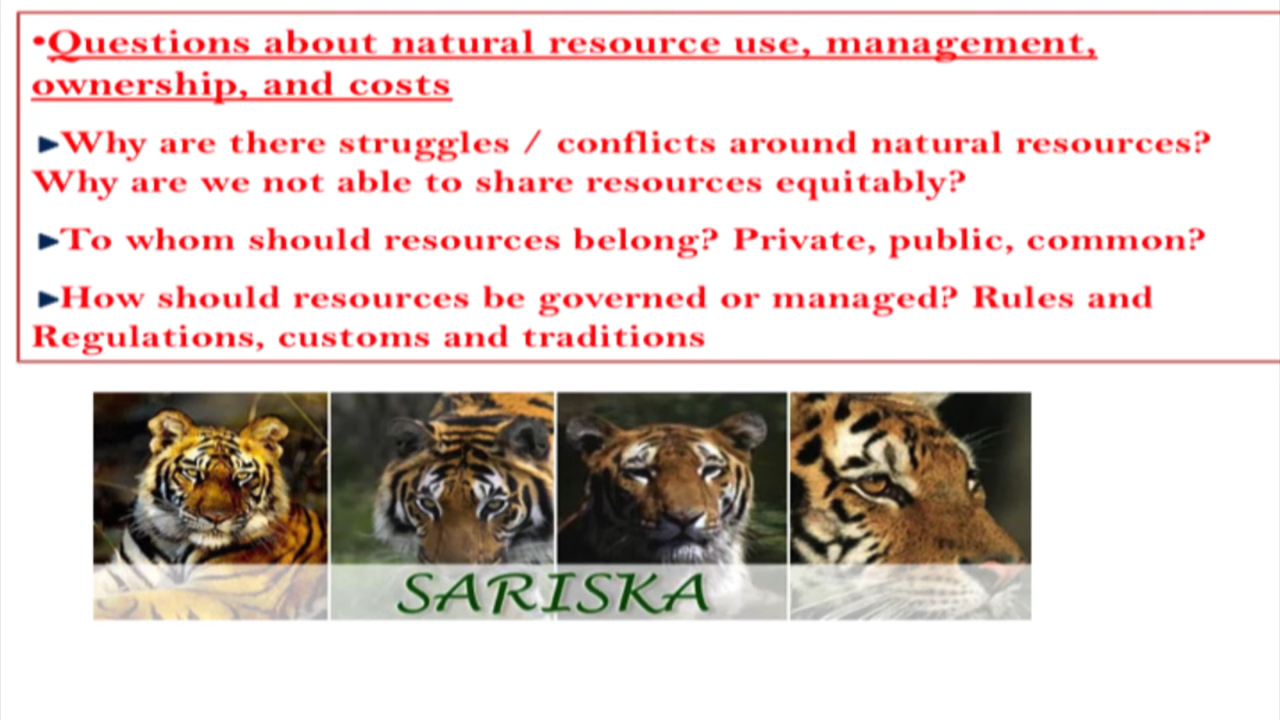 •Questions about natural resource use, management,
ownership, and costs
►Why are there struggles / conflicts around natural resources?
Why are we not able to share resources equitably?
►To whom should resources belong? Private, public, common?
►How should resources be governed or managed? Rules and
Regulations, customs and traditions
SARISKA